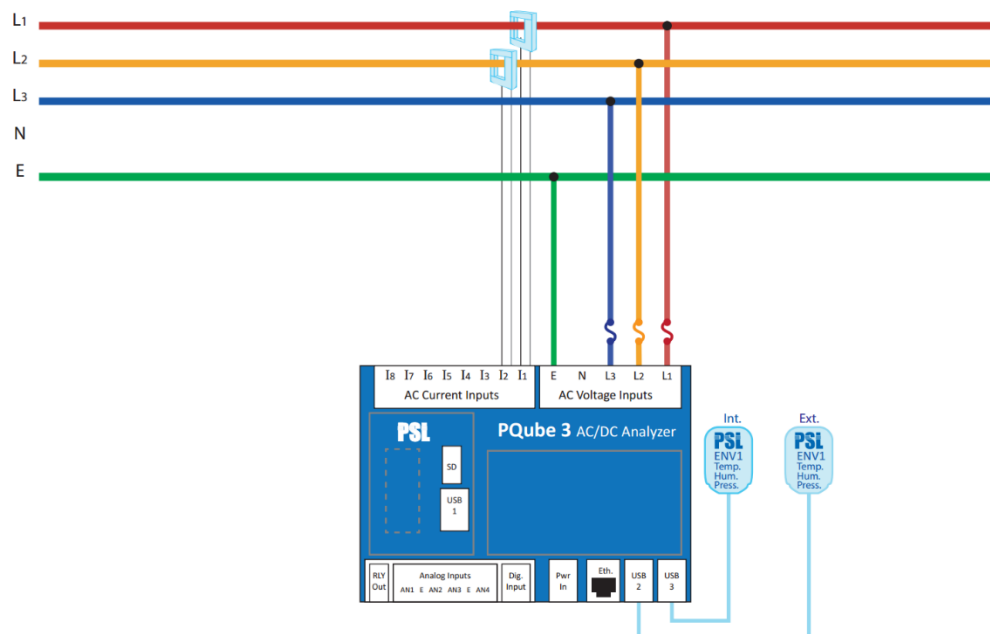 L1
L2
L3
N
E
I8 I7 I6 I5 I4 I3 I2 I1
AC Current Inputs
E N L3 L2 L1
AC Voltage Inputs
PSL
PQube 3 AC/DC Analyzer
SD
USB
1
Int.
PSL
ENV1
Temp.
Hum.
Press.
Ext.
PSL
ENV1
Temp.
Hum.
Press.
RLY
Out
Analog Inputs
AN1 E AN2 AN3 E AN4
Dig.
Input
Pwr
In
Eth.
USB
2
USB
3